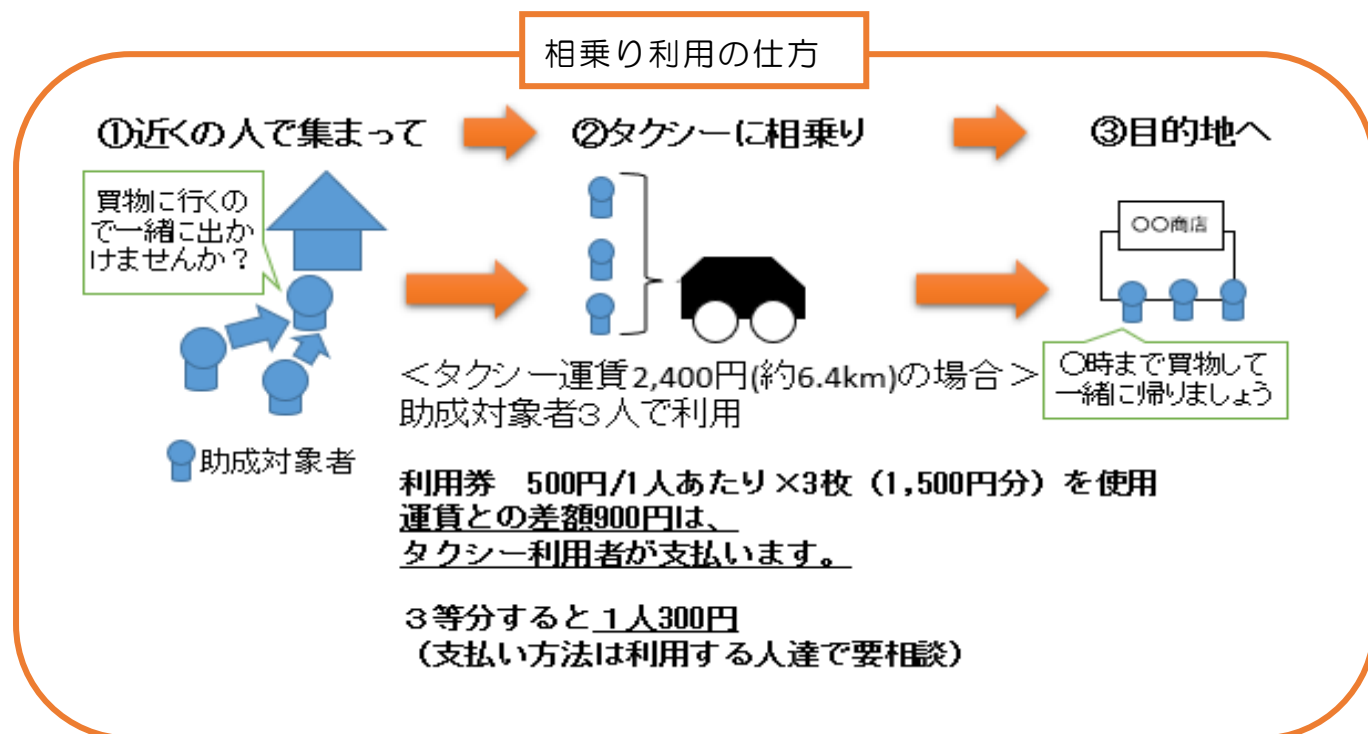 相乗り利用の仕方
①近くの人で集まって
②タクシーに相乗り
③目的地へ
買物に行くの
で一緒に出か
けませんか？
〇〇商店
〇時まで買物して
一緒に帰りましょう
助成対象者
＜タクシー運賃2,400円(約6.4km)の場合＞
助成対象者３人で利用
利用券　500円/1人あたり×3枚（1,500円分）を使用
運賃との差額900円は、
タクシー利用者が支払います。
３等分すると１人300円
（支払い方法は利用する人達で要相談）